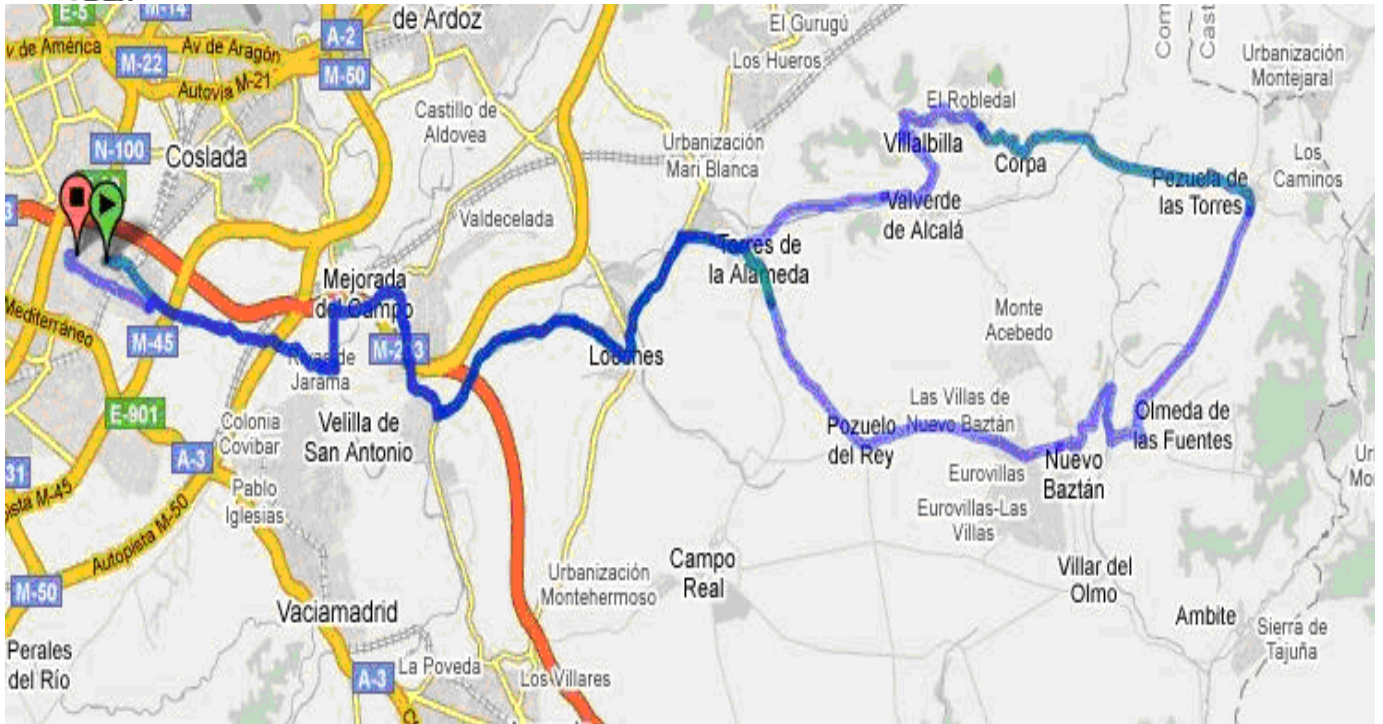 E-5
M-14
de Ardoz
El Gurugú
Av de América
Av de Aragón
A-2
M-22
M-50
Los Hueros
Urbanización
Montejaral
Autovía M-21
Castillo de
Aldovea
El Robledal
N-100
Coslada
Urbanización
Mari Blanca
Villalbilla
Corpa
Los
Caminos
Pezuela de
las Torres
Valdecelada
Valverde
de Alcalá
Torres de
la Alameda
Mejorada
del Campo
Mediterráneo
M-45
Monte
Acebedo
Rivas de
Jarama
Loeches
E-901
Colonia
Covibar
Velilla de
San Antonio
Las Villas de
Nuevo Baztán
Olmeda de
las Fuentes
Pozuelo
del Rey
A-3
31
Eurovillas
Nuevo
Baztán
Pablo
Iglesias
Eurovillas-Las
Villas
Autopista M-50
M-50
Campo
Real
Urbanización
Montehermoso
Villar del
Olmo
Vaciamadrid
Ambite
Sierra de
Tajuña
Perales
del Río
La Poveda
A-3
Los Villares